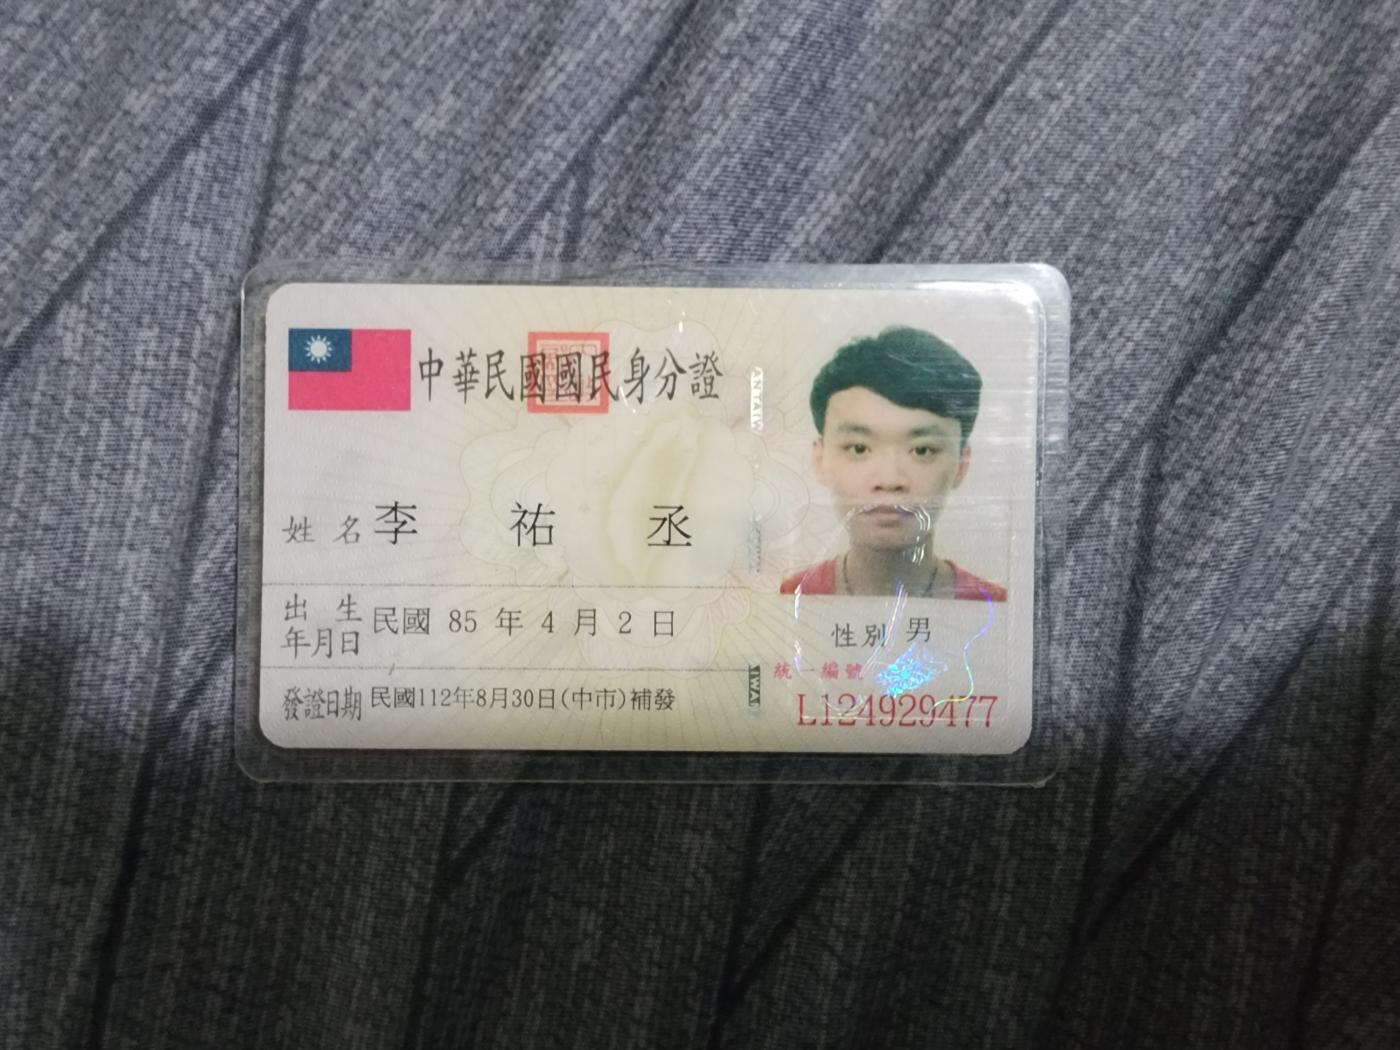 中華民國國民身分證
姓名 李祐丞
出生年月日 民國 85 年 4 月 2 日
性別 男
發證日期 民國112年8月30日(中市)補發
統一編號
L124929477